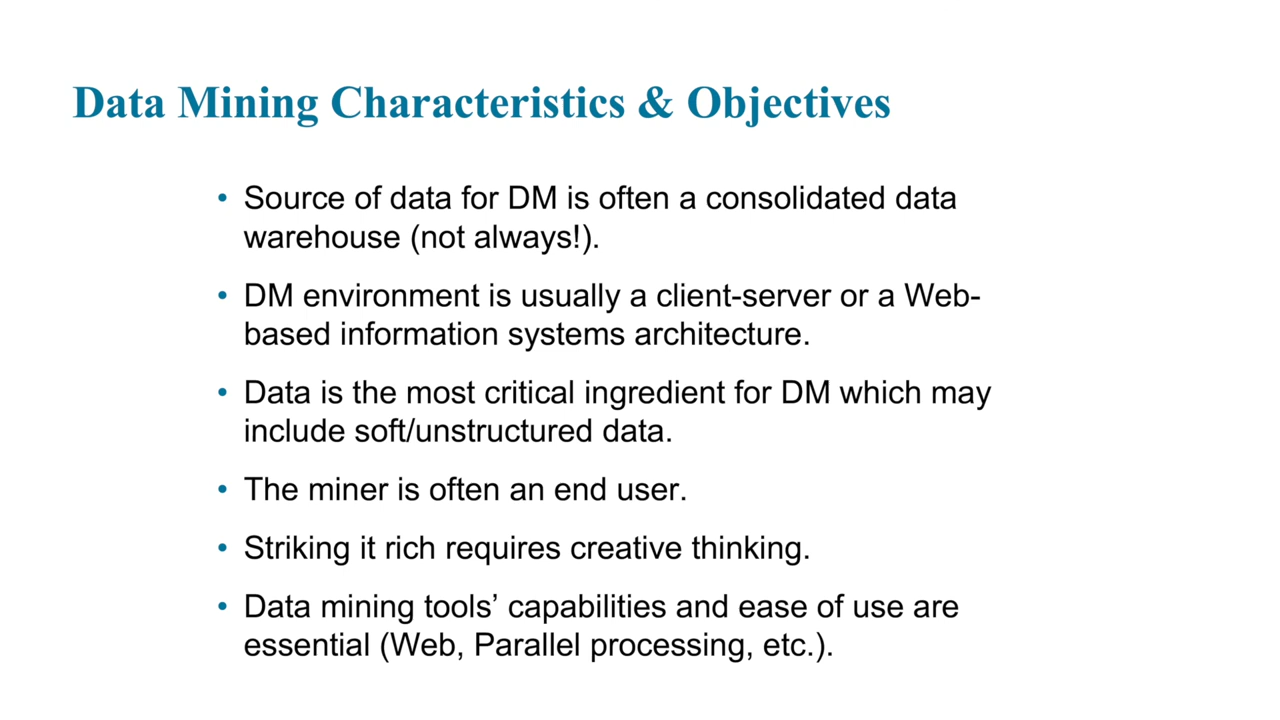 Data Mining Characteristics & Objectives
• Source of data for DM is often a consolidated data
warehouse (not always!).
• DM environment is usually a client-server or a Web-
based information systems architecture.
• Data is the most critical ingredient for DM which may
include soft/unstructured data.
• The miner is often an end user.
• Striking it rich requires creative thinking.
• Data mining tools’ capabilities and ease of use are
essential (Web, Parallel processing, etc.).